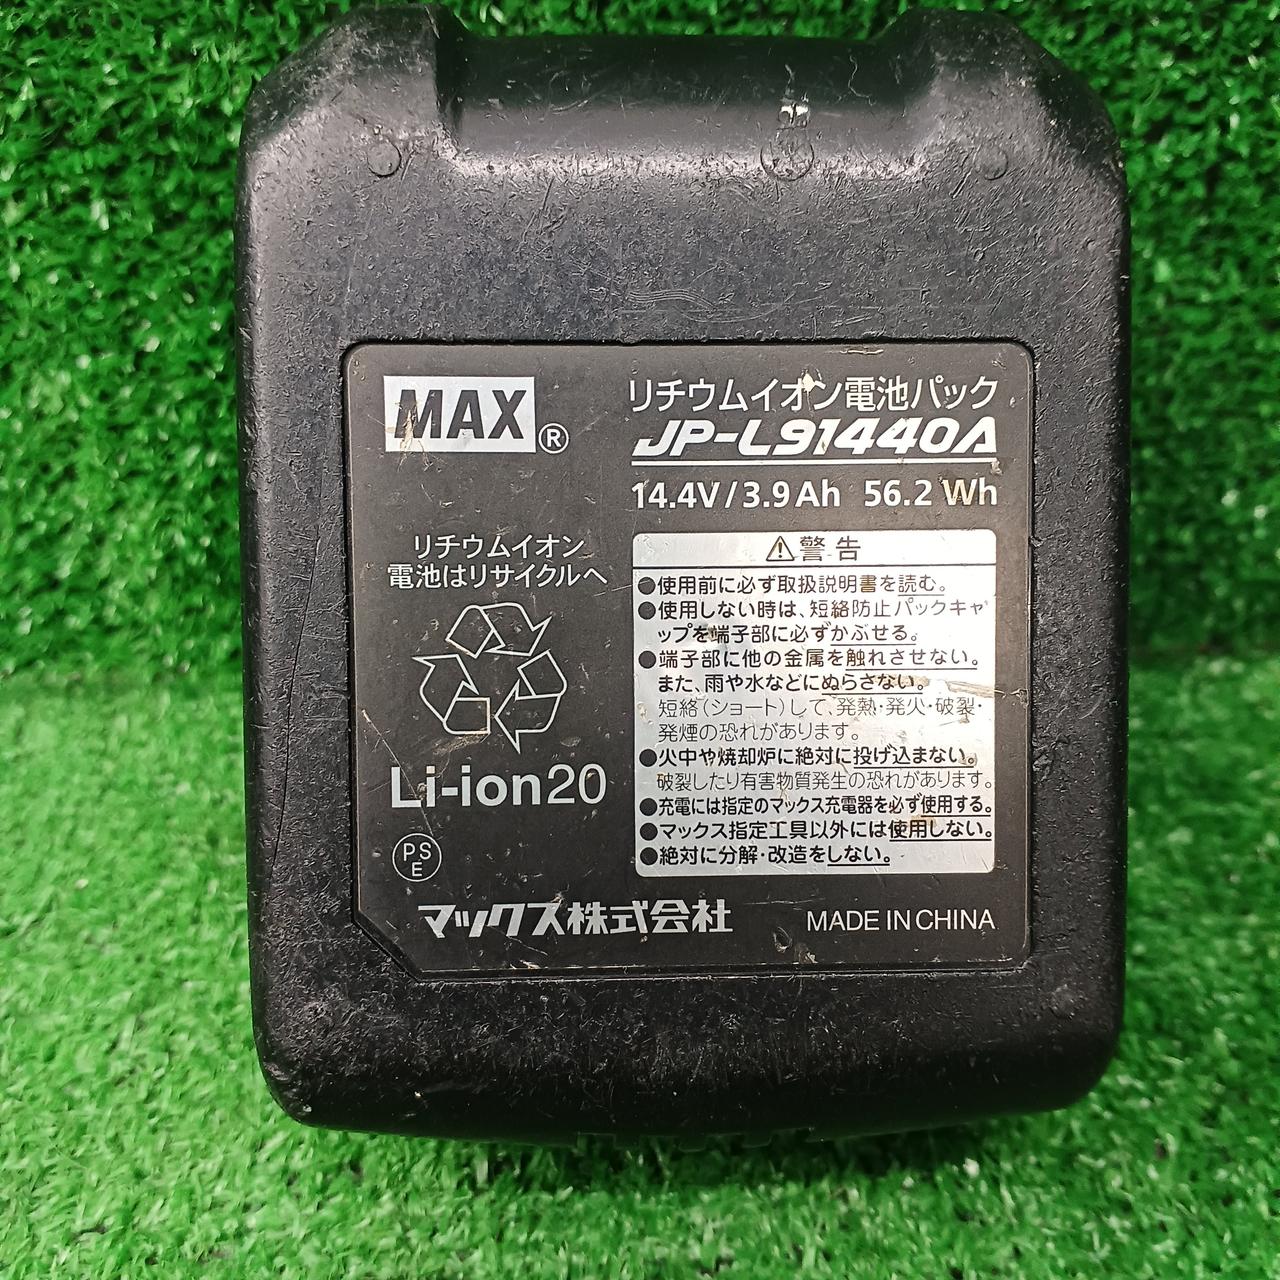 MAX®
リチウムイオン電池パック
JP-L91440A
14.4V/3.9Ah 56.2Wh
リチウムイオン
電池はリサイクルへ
Li-ion20
PS
E
⚠警告
●使用前に必ず取扱説明書を読む。
●使用しない時は、短絡防止パックキャ
ップを端子部に必ずかぶせる。
●端子部に他の金属を触れさせない。
また、雨や水などにぬらさない。
短絡(ショート)して、発熱・発火・破裂・
発煙の恐れがあります。
●火中や焼却炉に絶対に投げ込まない。
破裂したり有害物質発生の恐れがあります。
●充電には指定のマックス充電器を必ず使用する。
●マックス指定工具以外には使用しない。
●絶対に分解・改造をしない。
マックス株式会社
MADE IN CHINA